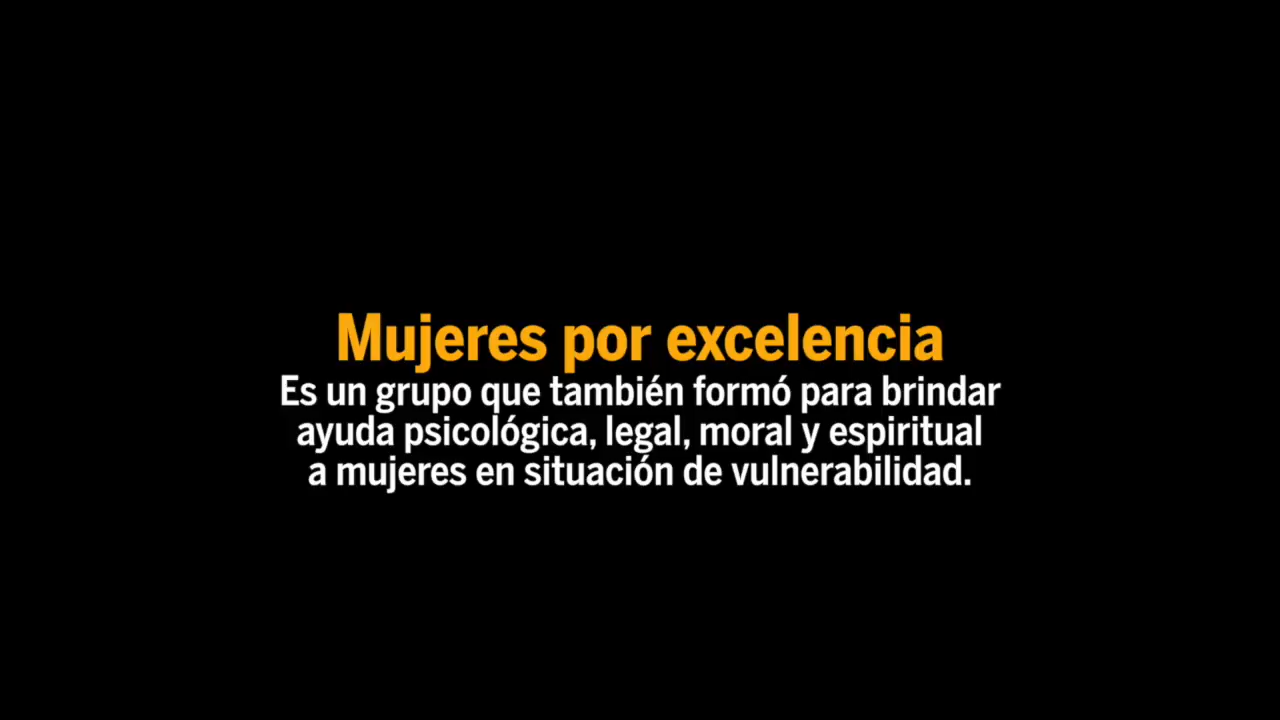 Mujeres por excelencia
Es un grupo que también formó para brindar
ayuda psicológica, legal, moral y espiritual
a mujeres en situación de vulnerabilidad.